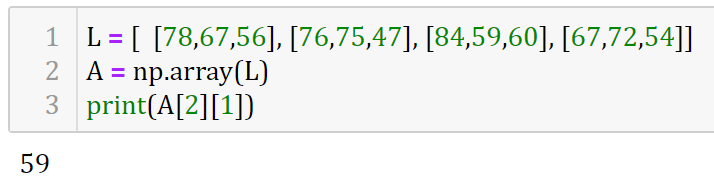 1 L = [ [78,67,56], [76,75,47], [84,59,60], [67,72,54]]
2 A = np.array(L)
3 print(A[2][1])
59